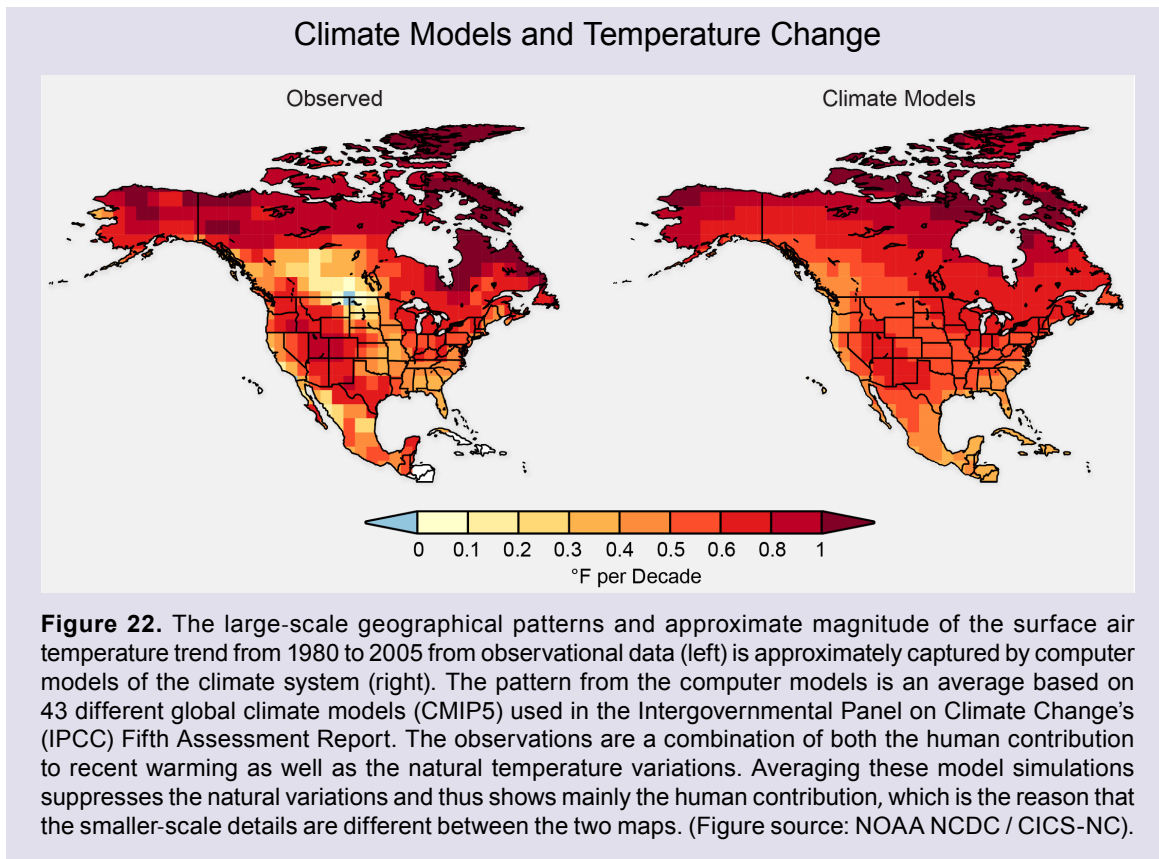 Climate Models and Temperature Change
Observed
Climate Models
0 0.1 0.2 0.3 0.4 0.5 0.6 0.8 1
°F per Decade
Figure 22. The large-scale geographical patterns and approximate magnitude of the surface air
temperature trend from 1980 to 2005 from observational data (left) is approximately captured by computer
models of the climate system (right). The pattern from the computer models is an average based on
43 different global climate models (CMIP5) used in the Intergovernmental Panel on Climate Change's
(IPCC) Fifth Assessment Report. The observations are a combination of both the human contribution
to recent warming as well as the natural temperature variations. Averaging these model simulations
suppresses the natural variations and thus shows mainly the human contribution, which is the reason that
the smaller-scale details are different between the two maps. (Figure source: NOAA NCDC / CICS-NC).